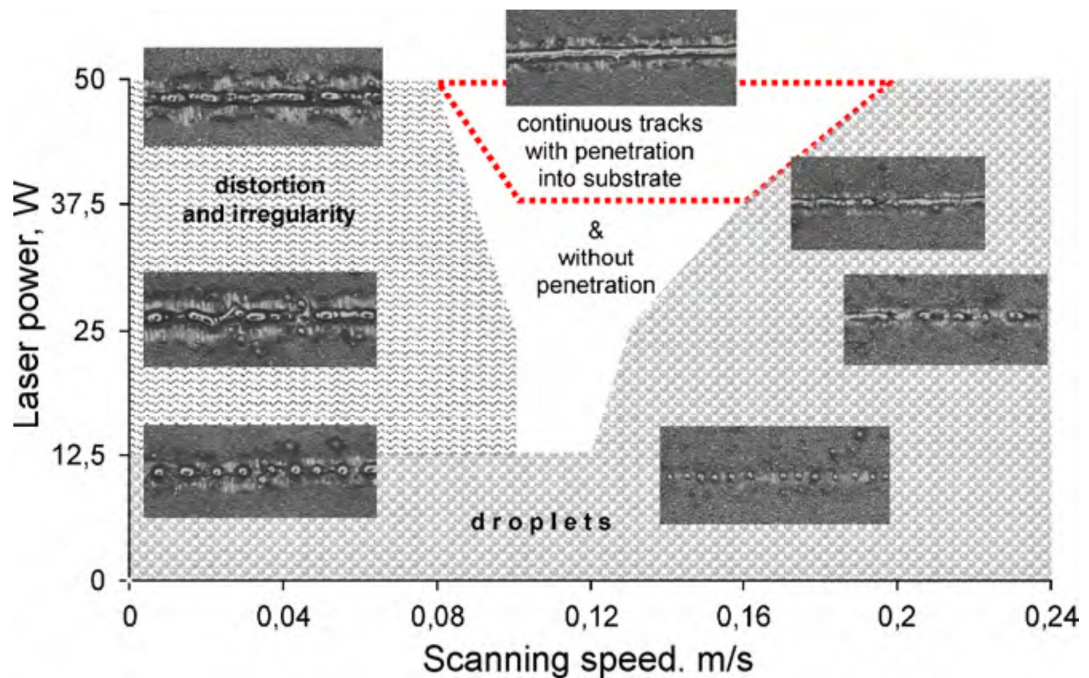 50
37,5
25
12,5
0
Laser power, W
distortion
and irregularity
continuous tracks
with penetration
into substrate
&
without
penetration
droplets
0
0,04
0,08
0,12
0,16
0,2
0,24
Scanning speed. m/s